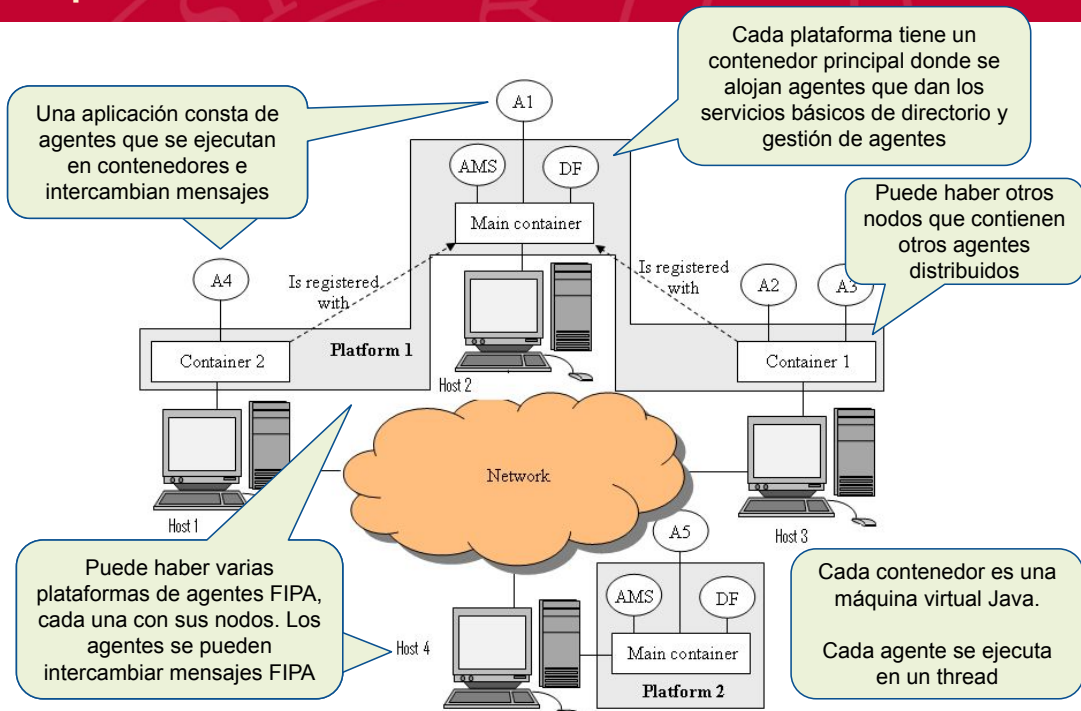 Cada plataforma tiene un
contenedor principal donde se
alojan agentes que dan los
servicios básicos de directorio y
gestión de agentes
Una aplicación consta de
agentes que se ejecutan
en contenedores e
intercambian mensajes
A1
AMS
DF
Main container
Puede haber otros
nodos que contienen
otros agentes
distribuidos
A4
Is registered
with
Is registered
with
A2
A3
Platform 1
Container 2
Container 1
Host 2
Network
Host 1
Host 3
A5
Puede haber varias
plataformas de agentes FIPA,
cada una con sus nodos. Los
agentes se pueden
intercambiar mensajes FIPA
Host 4
AMS
DF
Main container
Platform 2
Cada contenedor es una
máquina virtual Java.
Cada agente se ejecuta
en un thread